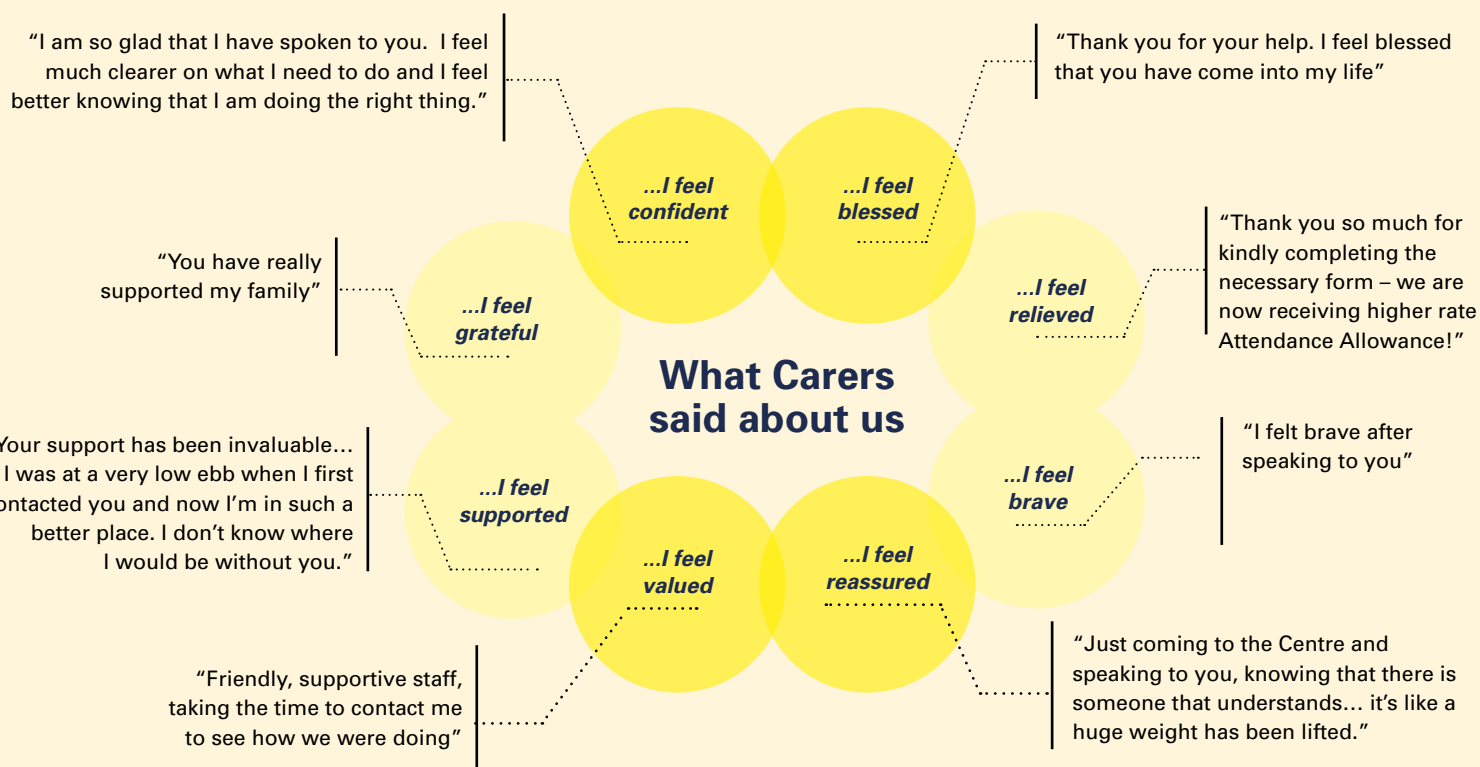 “I am so glad that I have spoken to you.  I feel
much clearer on what I need to do and I feel
better knowing that I am doing the right thing.”
“Thank you for your help. I feel blessed
that you have come into my life”
...I feel
confident
...I feel
blessed
“You have really
supported my family”
...I feel
grateful
...I feel
relieved
“Thank you so much for
kindly completing the
necessary form – we are
now receiving higher rate
Attendance Allowance!”
What Carers
said about us
Your support has been invaluable…
I was at a very low ebb when I first
ontacted you and now I’m in such a
better place. I don’t know where
I would be without you.”
...I feel
supported
...I feel
brave
“I felt brave after
speaking to you”
...I feel
valued
...I feel
reassured
“Friendly, supportive staff,
taking the time to contact me
to see how we were doing”
“Just coming to the Centre and
speaking to you, knowing that there is
someone that understands… it’s like a
huge weight has been lifted.”